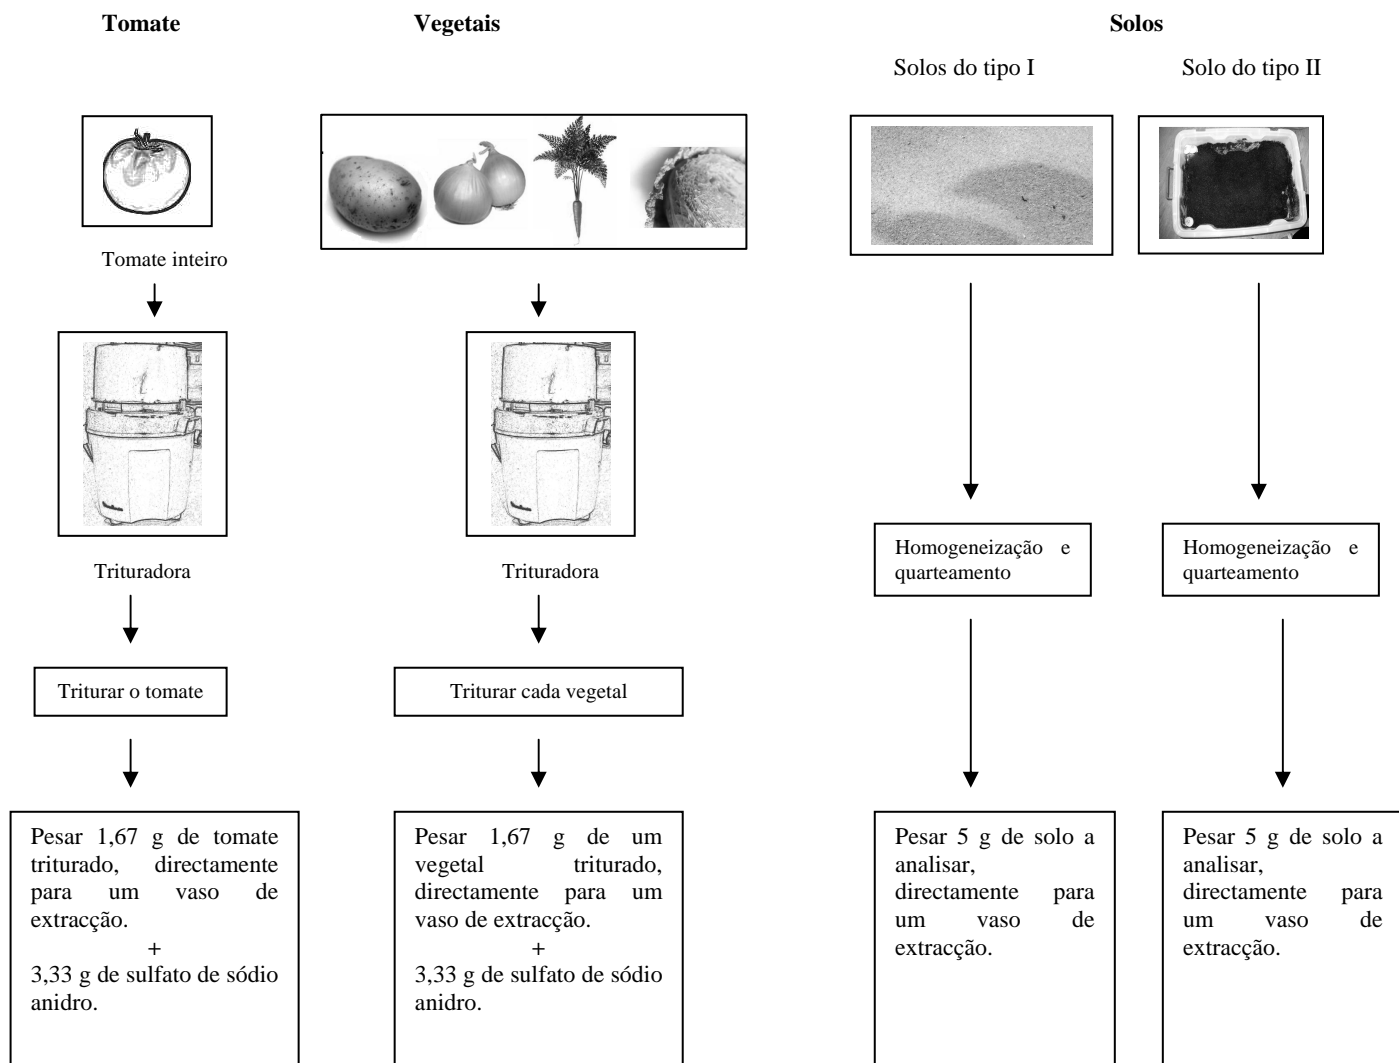 Tomate
Vegetais
Solos
Solos do tipo I
Solo do tipo II
Tomate inteiro
Trituradora
Trituradora
Homogeneização e
quarteamento
Homogeneização e
quarteamento
Triturar o tomate
Triturar cada vegetal
Pesar 1,67 g de tomate
triturado, directamente
para um vaso de
extracção.
+
3,33 g de sulfato de sódio
anidro.
Pesar 1,67 g de um
vegetal triturado,
directamente para um
vaso de extracção.
+
3,33 g de sulfato de sódio
anidro.
Pesar 5 g de solo a
analisar,
directamente para
um vaso de
extracção.
Pesar 5 g de solo a
analisar,
directamente para
um vaso de
extracção.